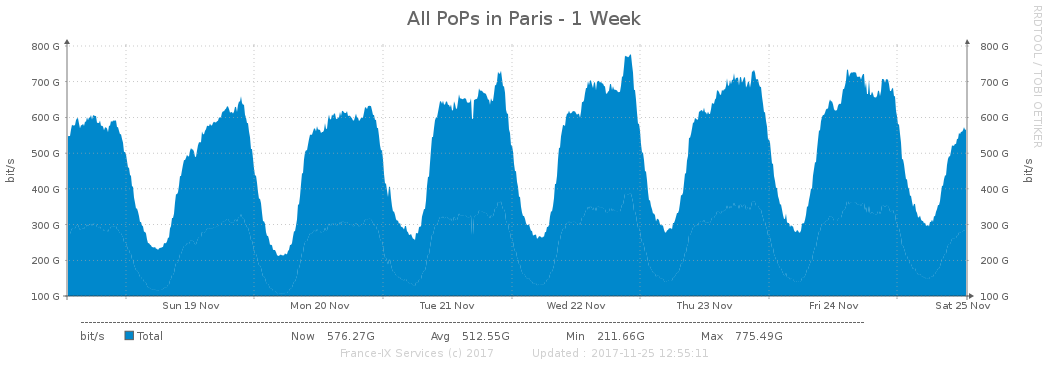 All PoPs in Paris - 1 Week
RRDTOOL / TOBI OETIKER
800 G 800 G
700 G 700 G
600 G 600 G
500 G 500 G
400 G 400 G
300 G 300 G
200 G 200 G
100 G 100 G
bit/s bit/s
Sun 19 Nov Mon 20 Nov Tue 21 Nov Wed 22 Nov Thu 23 Nov Fri 24 Nov Sat 25 Nov
bit/s Total Now 576.27G Avg 512.55G Min 211.66G Max 775.49G
France-IX Services (c) 2017 Updated : 2017-11-25 12:55:11